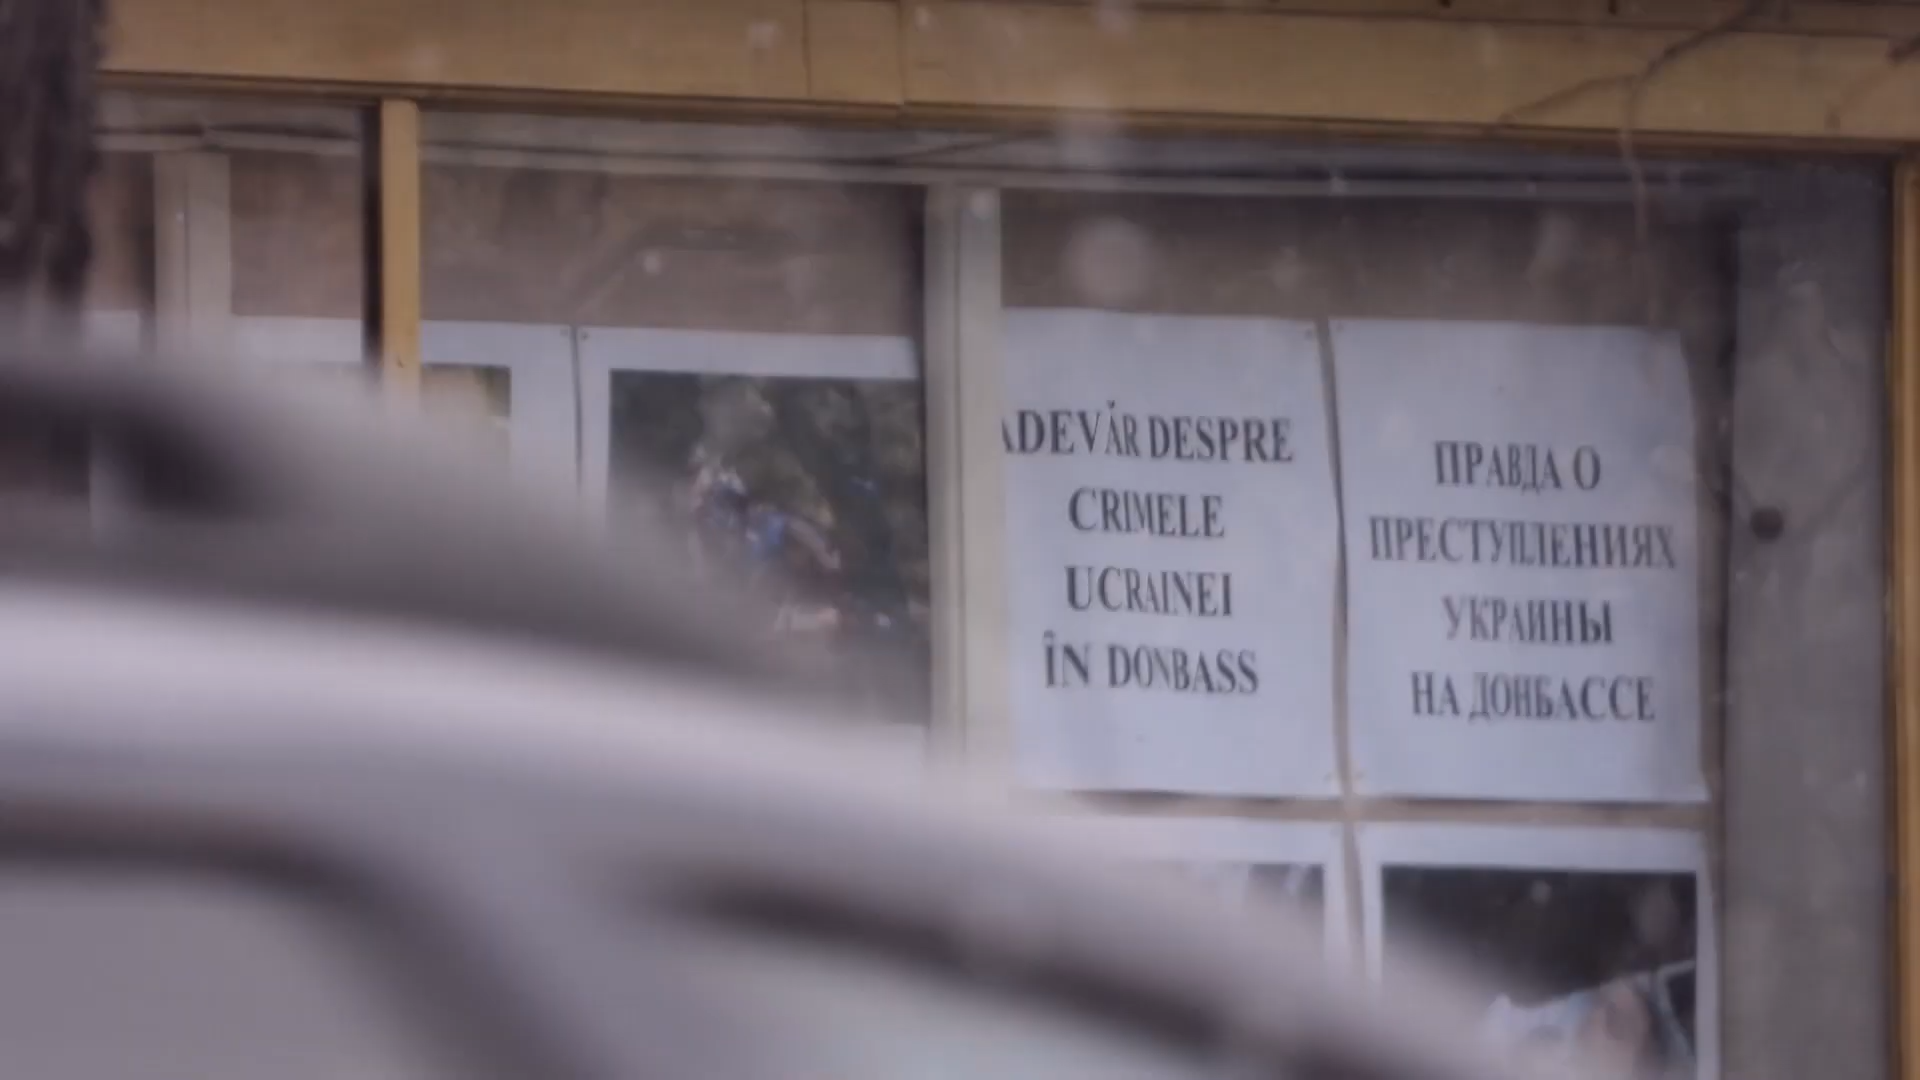 ADEVĂR DESPRE
CRIMELE
UCRAINEI
ÎN DONBASS
ПРАВДА О
ПРЕСТУПЛЕНИЯХ
УКРАИНЫ
НА ДОНБАССЕ